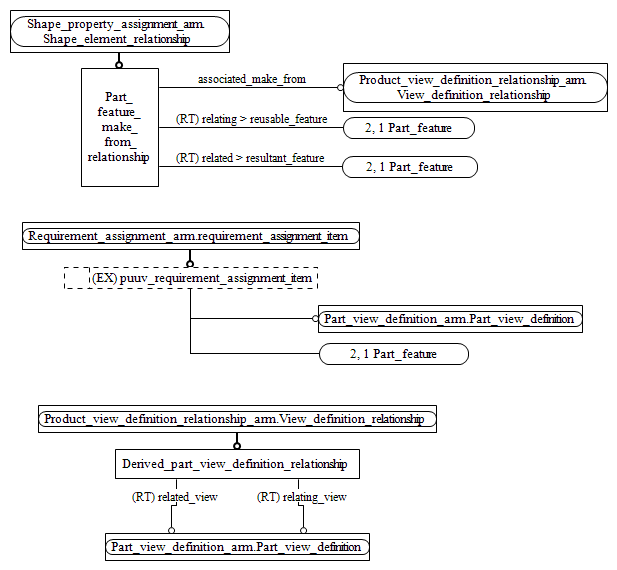 Shape_property_assignment_arm.
Shape_element_relationship
Part_
feature_
make_
from_
relationship
associated_make_from
Product_view_definition_relationship_arm.
View_definition_relationship
(RT) relating > reusable_feature
2, 1 Part_feature
(RT) related > resultant_feature
2, 1 Part_feature
Requirement_assignment_arm.requirement_assignment_item
(EX) puuv_requirement_assignment_item
Part_view_definition_arm.Part_view_definition
2, 1 Part_feature
Product_view_definition_relationship_arm.View_definition_relationship
Derived_part_view_definition_relationship
(RT) related_view
(RT) relating_view
Part_view_definition_arm.Part_view_definition